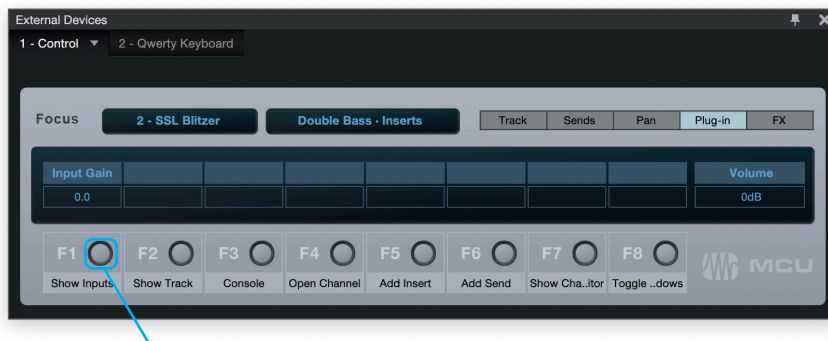 External Devices
1 - Control
2 - Qwerty Keyboard
Focus
2 - SSL Blitzer
Double Bass · Inserts
Track
Sends
Pan
Plug-in
FX
Input Gain
Volume
0.0
0dB
F1
F2
F3
F4
F5
F6
F7
F8
MCU
Show Inputs
Show Track
Console
Open Channel
Add Insert
Add Send
Show Cha..itor
Toggle ..dows